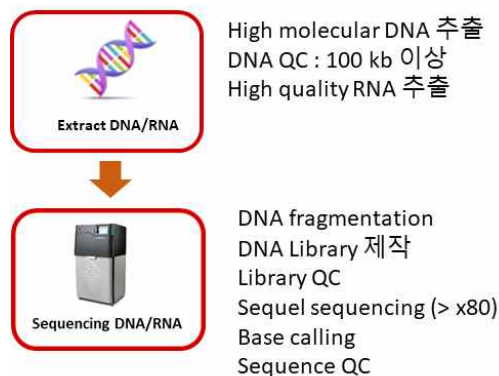 High molecular DNA 추출
DNA QC : 100 kb 이상
High quality RNA 추출
Extract DNA/RNA
DNA fragmentation
DNA Library 제작
Library QC
Sequel sequencing (> x80)
Base calling
Sequence QC
Sequencing DNA/RNA